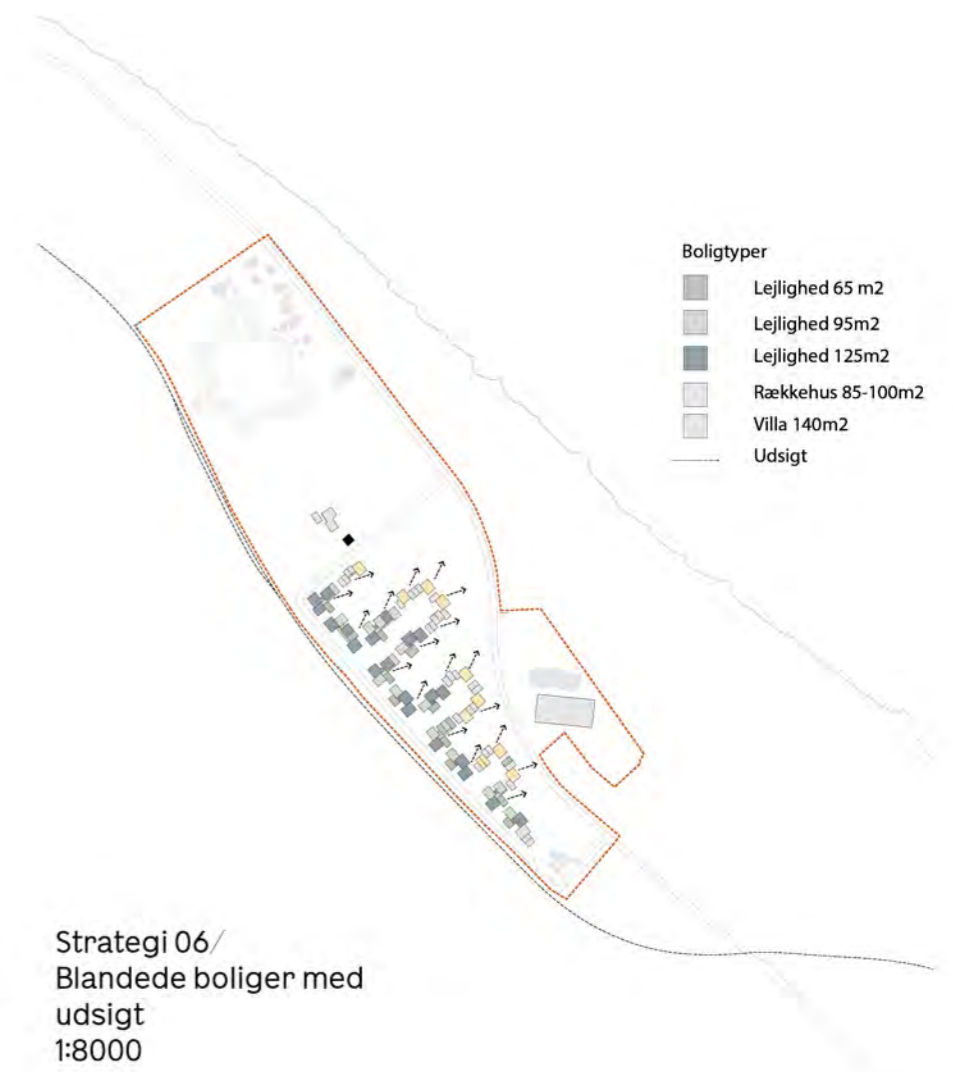 Boligtyper
Lejlighed 65 m2
Lejlighed 95m2
Lejlighed 125m2
Rækkehus 85-100m2
Villa 140m2
Udsigt
Strategi 06/
Blandede boliger med
udsigt
1:8000